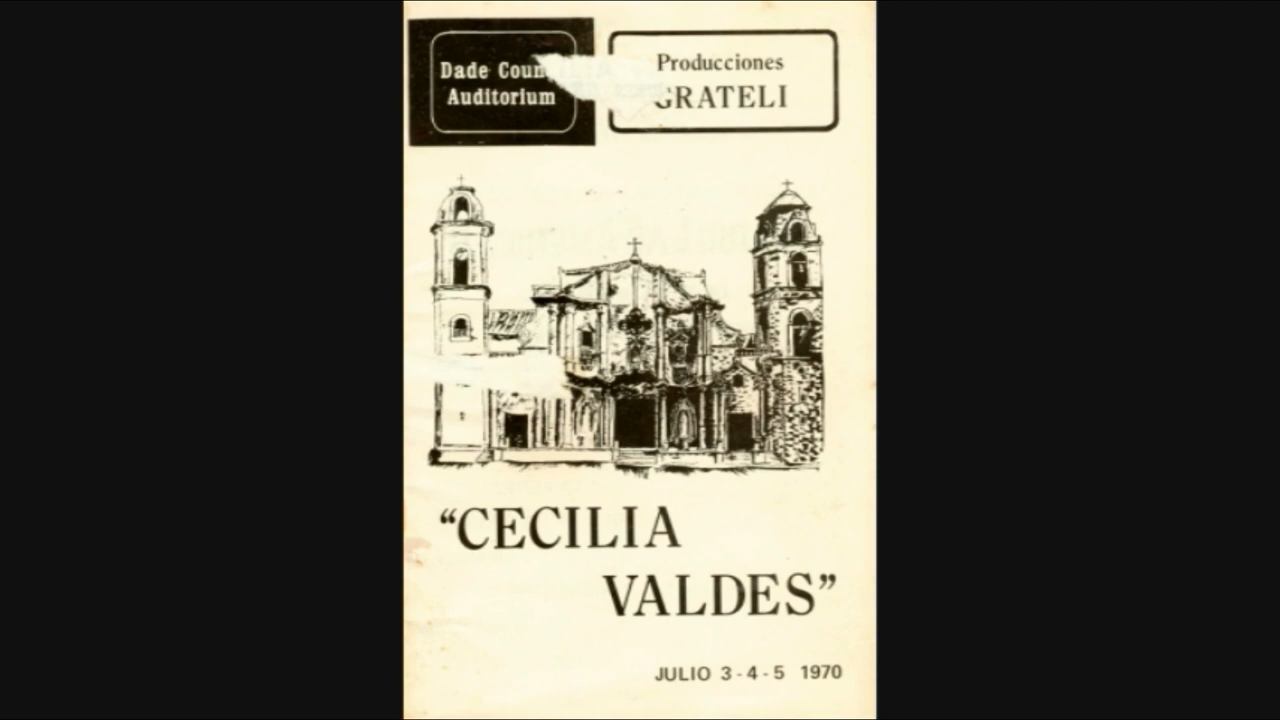 Dade Coun
Auditorium
Producciones
GRATELI
“CECILIA
VALDES”
JULIO 3-4-5 1970